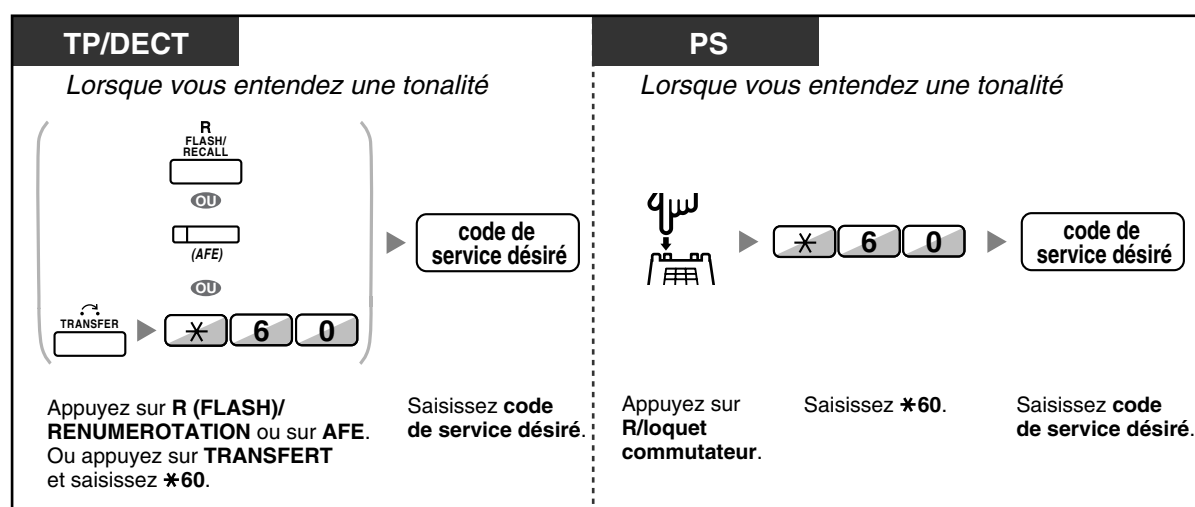 TP/DECT
Lorsque vous entendez une tonalité
R
FLASH/
RECALL
OU
(AFE)
OU
TRANSFER
✳ 6 0
code de
service désiré
Appuyez sur R (FLASH)/
RENUMEROTATION ou sur AFE.
Ou appuyez sur TRANSFERT
et saisissez ✳60.
Saisissez code
de service désiré.
PS
Lorsque vous entendez une tonalité
✳ 6 0
code de
service désiré
Appuyez sur
R/loquet
commutateur.
Saisissez ✳60.
Saisissez code
de service désiré.